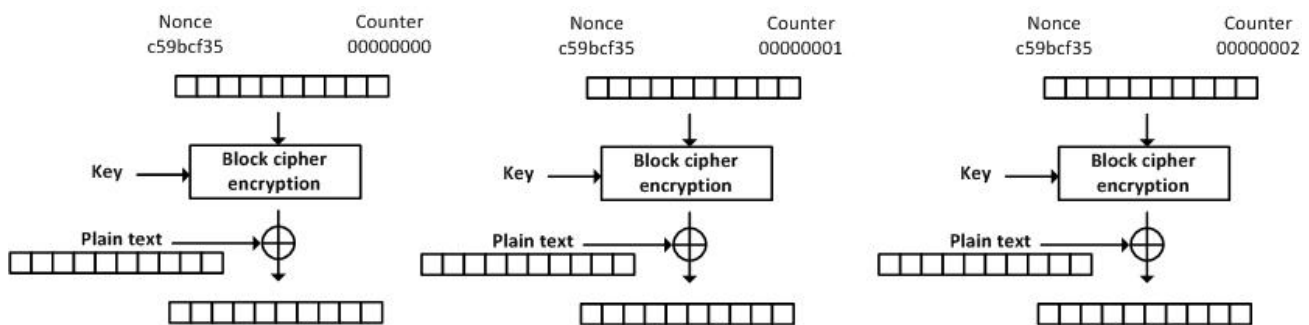 Nonce Counter Nonce Counter Nonce Counter
c59bcf35 00000000 c59bcf35 00000001 c59bcf35 00000002
Block cipher Block cipher Block cipher
Key encryption Key encryption Key encryption
Plain text Plain text Plain text